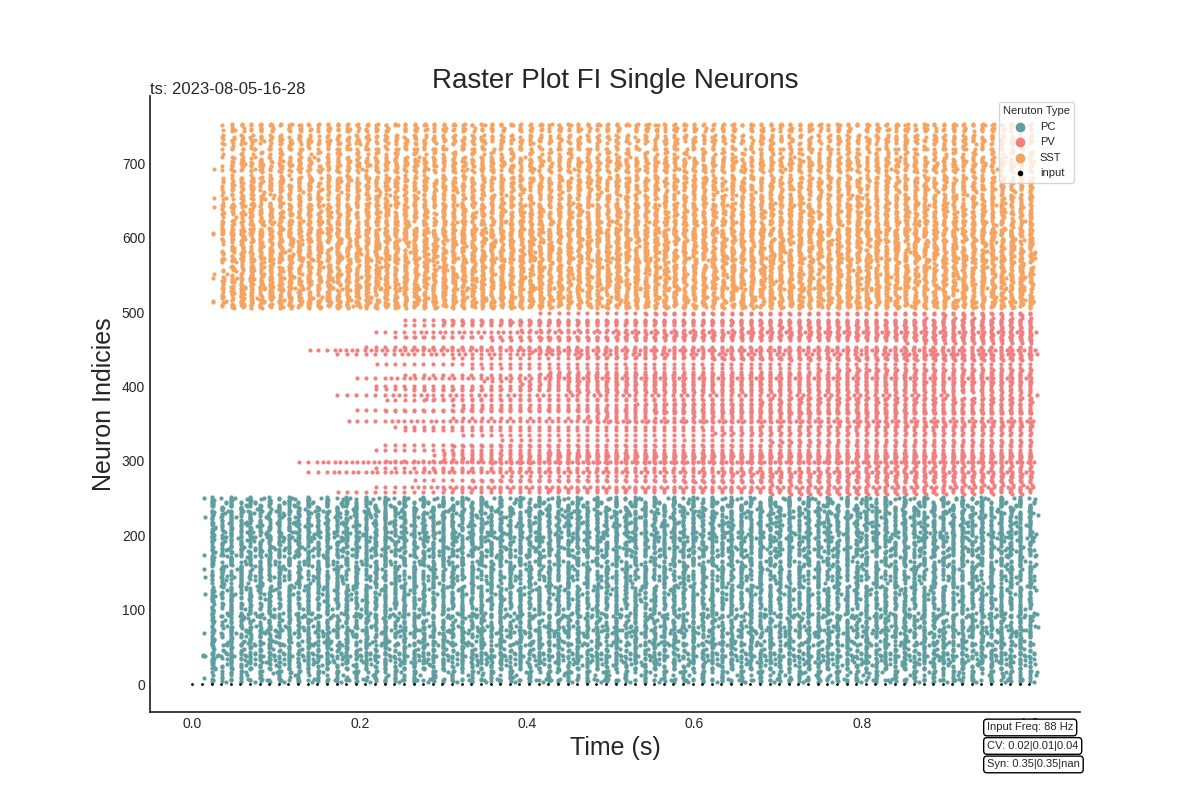 Raster Plot FI Single Neurons
ts: 2023-08-05-16-28
Neruton Type
PC
PV
SST
input
Neuron Indicies
700
600
500
400
300
200
100
0
0.0 0.2 0.4 0.6 0.8
Time (s)
Input Freq: 88 Hz
CV: 0.02|0.01|0.04
Syn: 0.35|0.35|nan